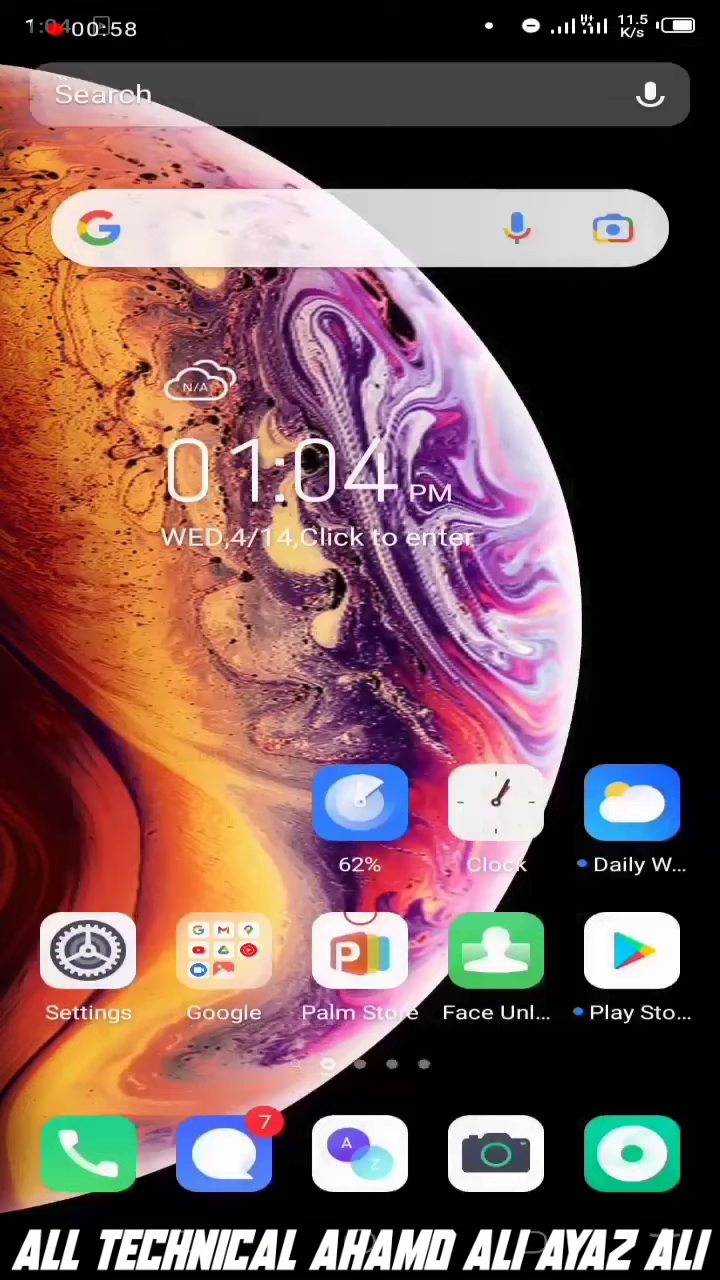 1:04 00:58 11.5 K/s
Search
N/A
01:04 PM
WED,4/14,Click to enter
62% Clock Daily W...
Settings Google Palm Store Face Unl... Play Sto...
7
A Z
ALL TECHNICAL AHAMD ALI AYAZ ALI